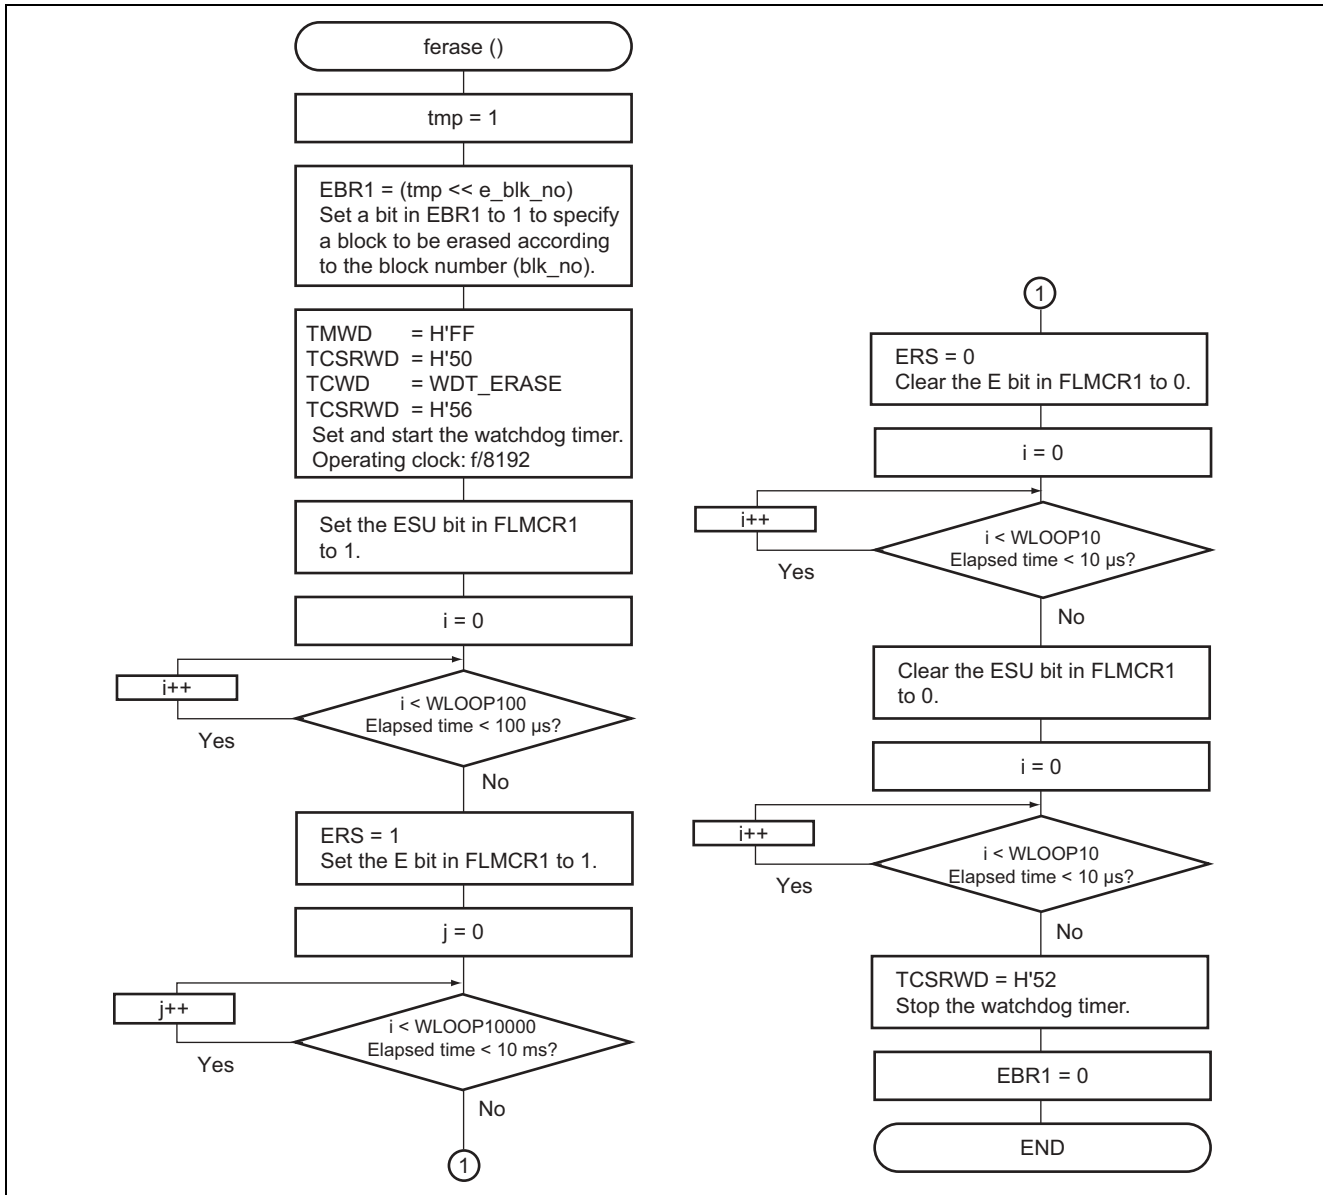 ferase ()
tmp = 1
EBR1 = (tmp << e_blk_no)
Set a bit in EBR1 to 1 to specify
a block to be erased according
to the block number (blk_no).
TMWD = H'FF
TCSRWD = H'50
TCWD = WDT_ERASE
TCSRWD = H'56
Set and start the watchdog timer.
Operating clock: f/8192
Set the ESU bit in FLMCR1
to 1.
i = 0
i++
i < WLOOP100
Elapsed time < 100 µs?
Yes
No
ERS = 1
Set the E bit in FLMCR1 to 1.
j = 0
j++
i < WLOOP10000
Elapsed time < 10 ms?
Yes
No
1
1
ERS = 0
Clear the E bit in FLMCR1 to 0.
i = 0
i++
i < WLOOP10
Elapsed time < 10 µs?
Yes
No
Clear the ESU bit in FLMCR1
to 0.
i = 0
i++
i < WLOOP10
Elapsed time < 10 µs?
Yes
No
TCSRWD = H'52
Stop the watchdog timer.
EBR1 = 0
END